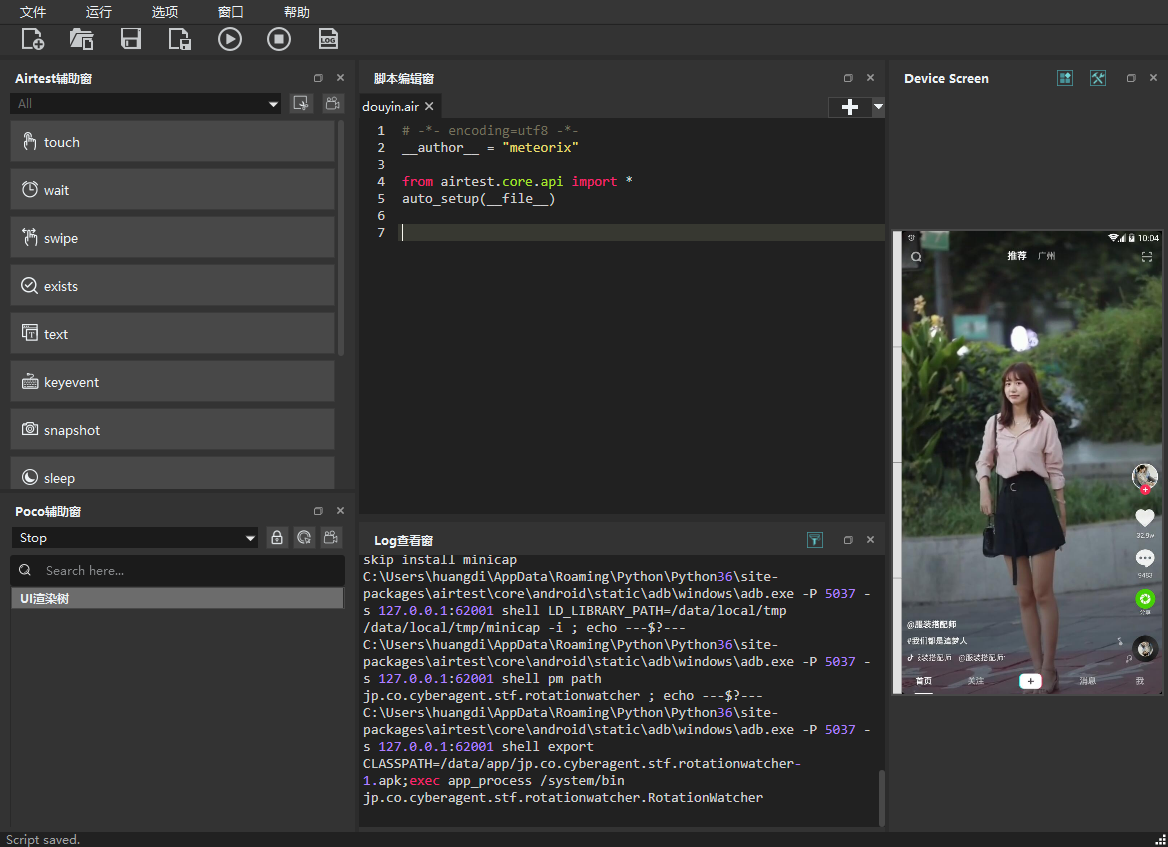 文件 运行 选项 窗口 帮助
LOG
Airtest辅助窗
All
touch
wait
swipe
exists
text
keyevent
snapshot
sleep
Poco辅助窗
Stop
Search here...
UI渲染树
脚本编辑窗
douyin.air
1 # -*- encoding=utf8 -*-
2 __author__ = "meteorix"
3
4 from airtest.core.api import *
5 auto_setup(__file__)
6
7
Log查看窗
skip install minicap
C:\Users\huangdi\AppData\Roaming\Python\Python36\site-
packages\airtest\core\android\static\adb\windows\adb.exe -P 5037 -
s 127.0.0.1:62001 shell LD_LIBRARY_PATH=/data/local/tmp
/data/local/tmp/minicap -i ; echo ---$?---
C:\Users\huangdi\AppData\Roaming\Python\Python36\site-
packages\airtest\core\android\static\adb\windows\adb.exe -P 5037 -
s 127.0.0.1:62001 shell pm path
jp.co.cyberagent.stf.rotationwatcher ; echo ---$?---
C:\Users\huangdi\AppData\Roaming\Python\Python36\site-
packages\airtest\core\android\static\adb\windows\adb.exe -P 5037 -
s 127.0.0.1:62001 shell export
CLASSPATH=/data/app/jp.co.cyberagent.stf.rotationwatcher-
1.apk;exec app_process /system/bin
jp.co.cyberagent.stf.rotationwatcher.RotationWatcher
Device Screen
10:04
推荐 广州
32.9w
9483
分享
@服装搭配师
#我们都是追梦人
装搭配师 @服装搭配师
首页 关注 消息 我
Script saved.